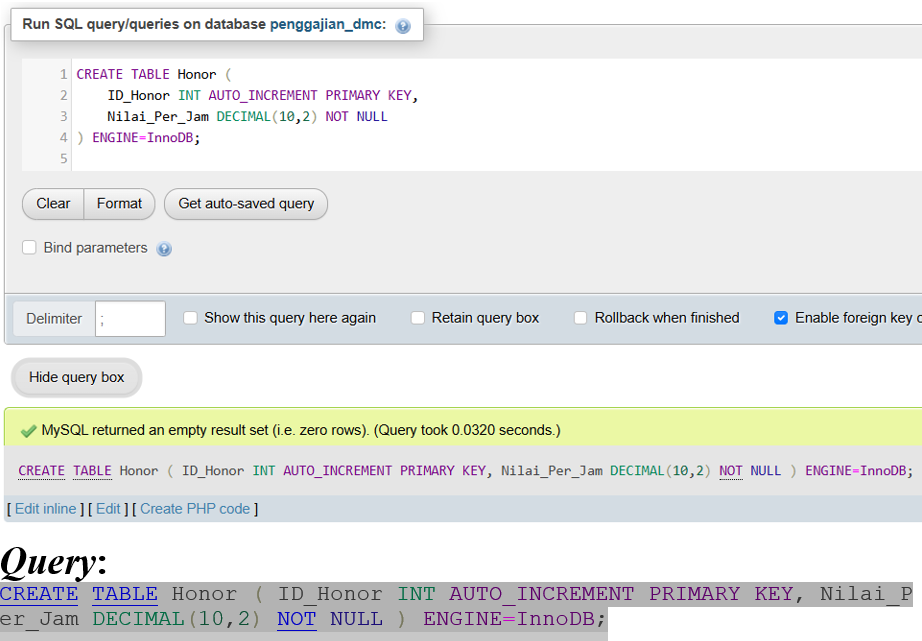 Run SQL query/queries on database penggajian_dmc:
1 CREATE TABLE Honor (
2 ID_Honor INT AUTO_INCREMENT PRIMARY KEY,
3 Nilai_Per_Jam DECIMAL(10,2) NOT NULL
4 ) ENGINE=InnoDB;
5
Clear Format Get auto-saved query
Bind parameters
Delimiter ; Show this query here again Retain query box Rollback when finished Enable foreign key
Hide query box
MySQL returned an empty result set (i.e. zero rows). (Query took 0.0320 seconds.)
CREATE TABLE Honor ( ID_Honor INT AUTO_INCREMENT PRIMARY KEY, Nilai_Per_Jam DECIMAL(10,2) NOT NULL ) ENGINE=InnoDB;
[ Edit inline ] [ Edit ] [ Create PHP code ]
Query:
CREATE TABLE Honor ( ID_Honor INT AUTO_INCREMENT PRIMARY KEY, Nilai_P
er_Jam DECIMAL(10,2) NOT NULL ) ENGINE=InnoDB;